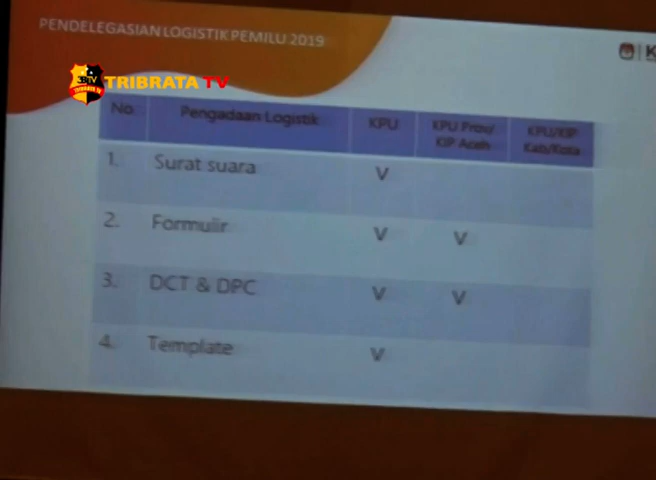 PENDELEGASIAN LOGISTIK PEMILU 2019
K
TRIBRATA TV
No. Pengadaan Logistik KPU KPU Prov/ KIP Aceh KPU/KIP Kab/Kota
1. Surat suara V
2. Formulir V V
3. DCT & DPC V V
4. Template V